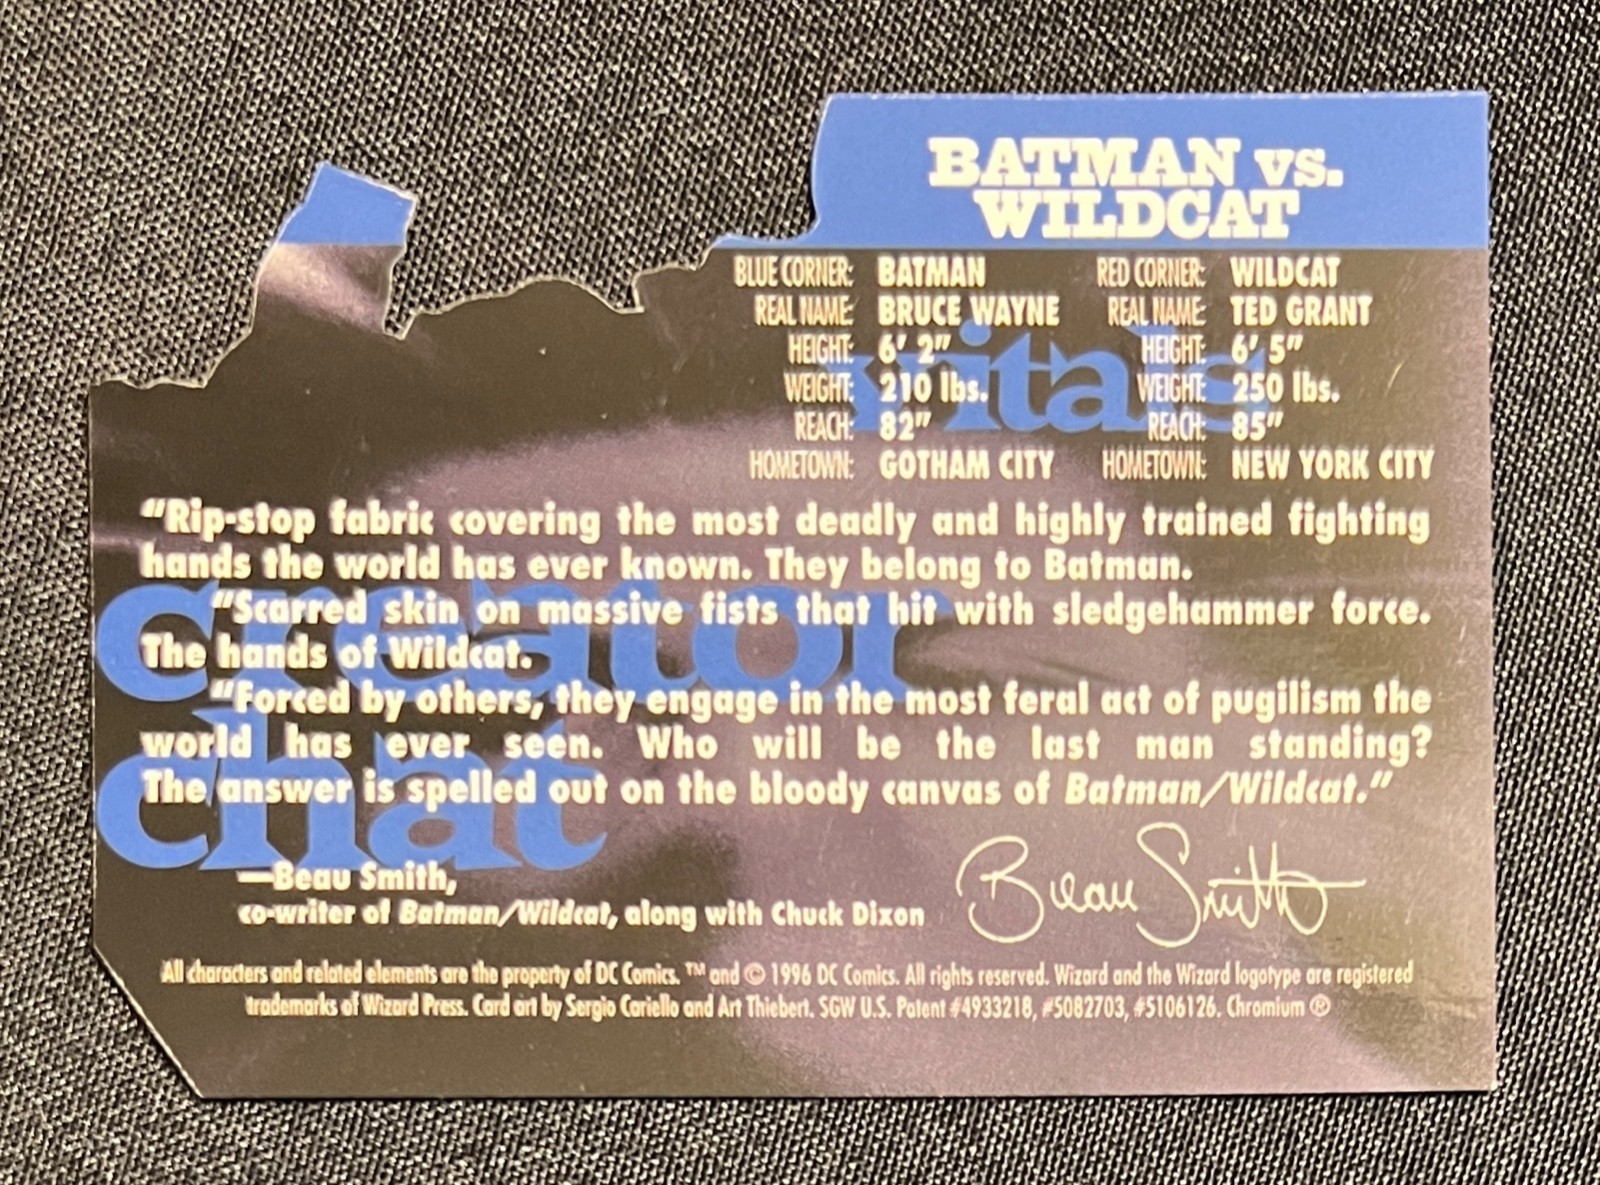 BATMAN vs.
WILDCAT
BLUE CORNER: BATMAN RED CORNER: WILDCAT
REAL NAME: BRUCE WAYNE REAL NAME: TED GRANT
HEIGHT: 6' 2" HEIGHT: 6' 5"
WEIGHT: 210 lbs. WEIGHT: 250 lbs.
REACH: 82" REACH: 85"
HOMETOWN: GOTHAM CITY HOMETOWN: NEW YORK CITY
vitals
"Rip-stop fabric covering the most deadly and highly trained fighting
hands the world has ever known. They belong to Batman.
"Scarred skin on massive fists that hit with sledgehammer force.
The hands of Wildcat.
"Forced by others, they engage in the most feral act of pugilism the
world has ever seen. Who will be the last man standing?
The answer is spelled out on the bloody canvas of Batman/Wildcat."
creator
chat
—Beau Smith,
co-writer of Batman/Wildcat, along with Chuck Dixon
Beau Smith
All characters and related elements are the property of DC Comics. ™ and © 1996 DC Comics. All rights reserved. Wizard and the Wizard logotype are registered
trademarks of Wizard Press. Card art by Sergio Cariello and Art Thiebert. SGW U.S. Patent #4933218, #5082703, #5106126. Chromium ®